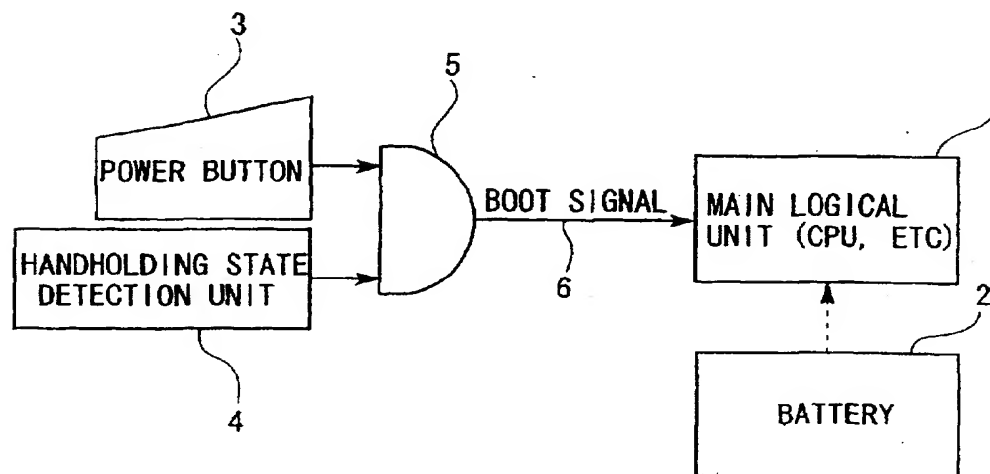 3
5
POWER BUTTON
BOOT SIGNAL
6
MAIN LOGICAL
UNIT (CPU, ETC)
HANDHOLDING STATE
DETECTION UNIT
4
2
BATTERY